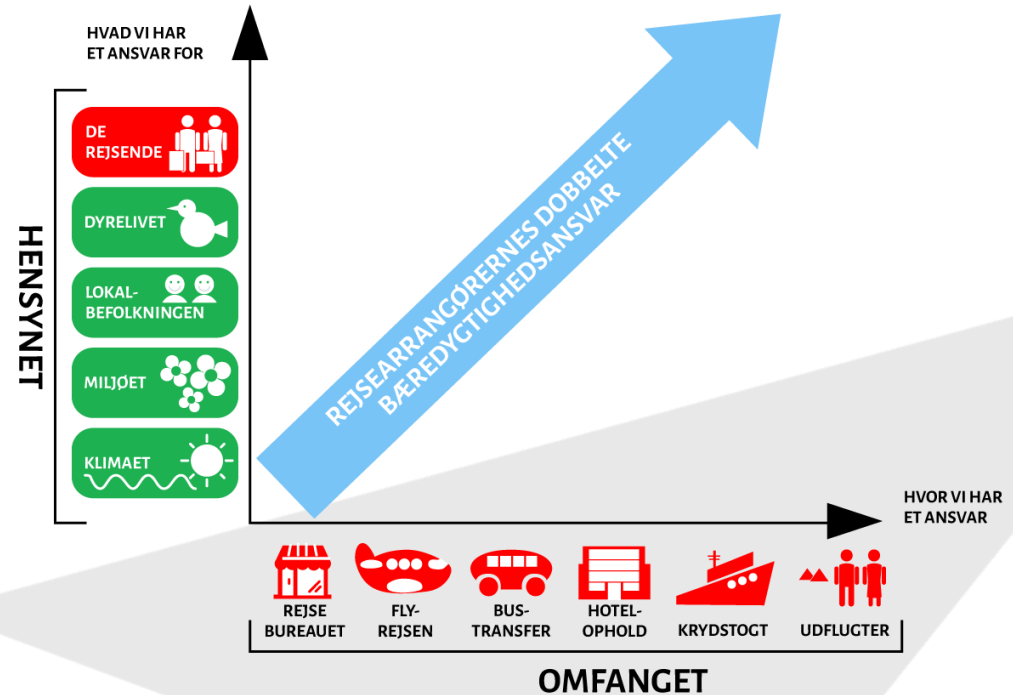 HVAD VI HAR
ET ANSVAR FOR
HENSYNET
DE
REJSENDE
DYRELIVET
LOKAL-
BEFOLKNINGEN
MILJØET
KLIMAET
REJSEARRANGØRERNES DOBBELTE
BÆREDYGTIGHEDSANSVAR
HVOR VI HAR
ET ANSVAR
REJSE
BUREAUET
FLY-
REJSEN
BUS-
TRANSFER
HOTEL-
OPHOLD
KRYDSTOGT
UDFLUGTER
OMFANGET